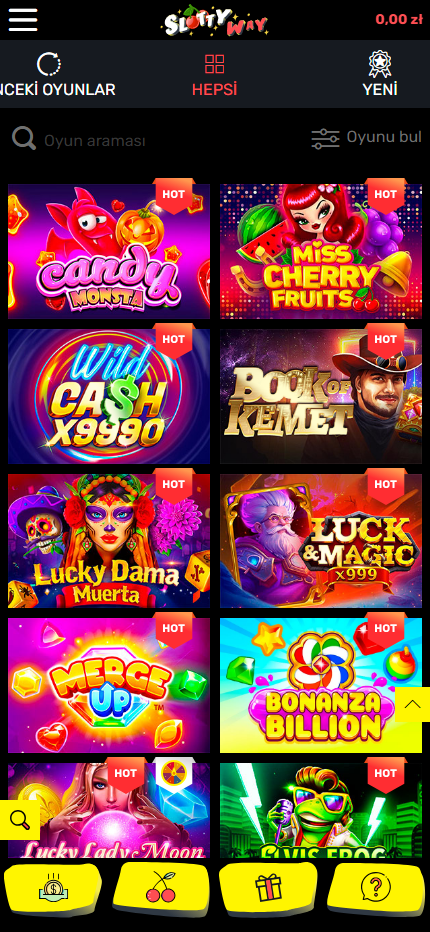 SLOTTY WAY
0,00 zł
NCEKİ OYUNLAR
HEPSİ
YENİ
Oyun araması
Oyunu bul
HOT
HOT
candy
MONSTA
MISS
CHERRY
FRUITS
HOT
HOT
Wild
CA$H
X9990
BOOK OF
KEMET
HOT
HOT
Lucky Dama
Muerta
LUCK
&MAGIC
x999
HOT
HOT
MERGE
UP™
BONANZA
BILLION
HOT
HOT
Lucky Lady Moon
ELVIS FROG